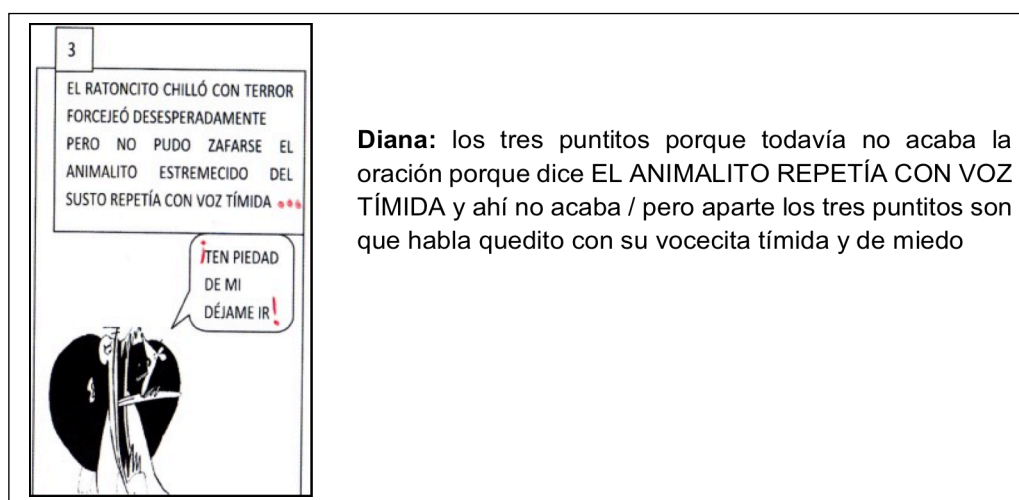 3
EL RATONCITO CHILLÓ CON TERROR
FORCEJEÓ DESESPERADAMENTE
PERO NO PUDO ZAFARSE EL
ANIMALITO ESTREMECIDO DEL
SUSTO REPETÍA CON VOZ TÍMIDA ...
¡TEN PIEDAD
DE MI
DÉJAME IR!
Diana: los tres puntitos porque todavía no acaba la
oración porque dice EL ANIMALITO REPETÍA CON VOZ
TÍMIDA y ahí no acaba / pero aparte los tres puntitos son
que habla quedito con su vocecita tímida y de miedo